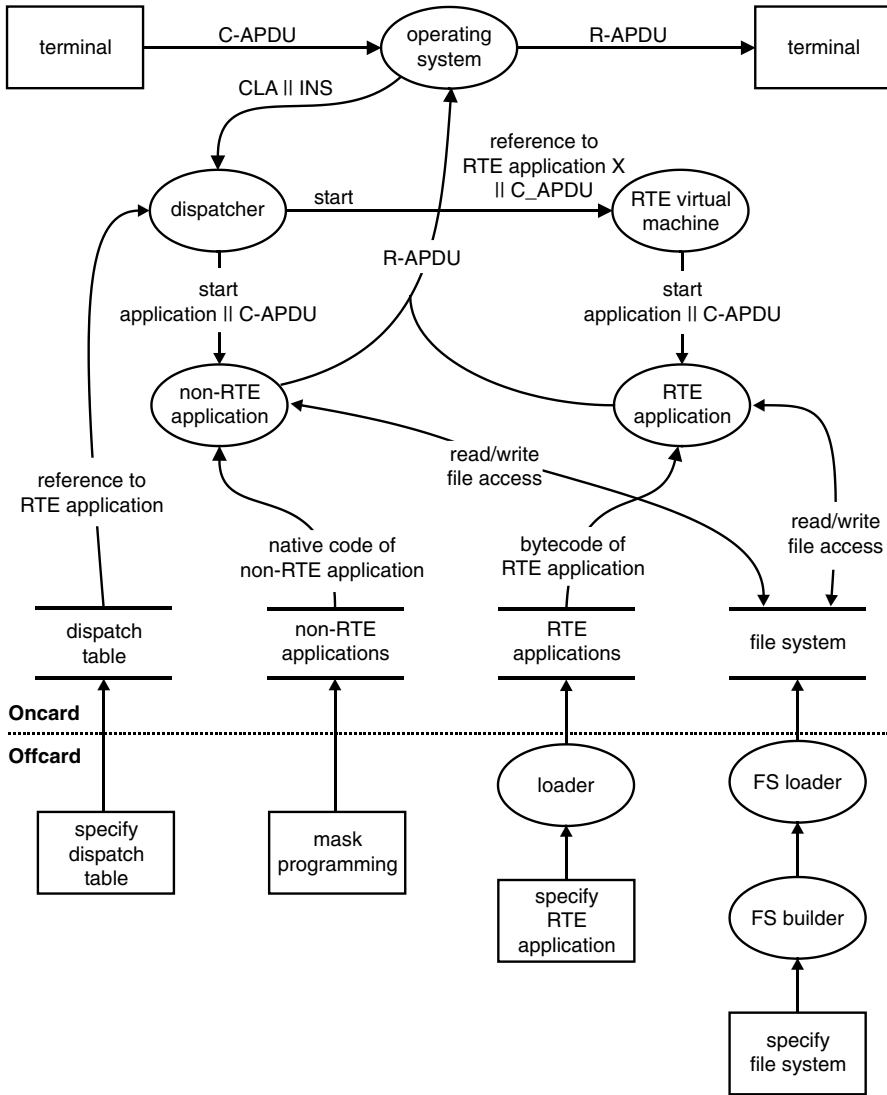 terminal
C-APDU
operating
system
R-APDU
terminal
CLA || INS
reference to
RTE application X
|| C_APDU
dispatcher
start
RTE virtual
machine
R-APDU
start
application || C-APDU
start
application || C-APDU
non-RTE
application
RTE
application
read/write
file access
reference to
RTE application
read/write
file access
native code of
non-RTE application
bytecode of
RTE application
dispatch
table
non-RTE
applications
RTE
applications
file system
Oncard
Offcard
loader
FS loader
specify
dispatch
table
mask
programming
specify
RTE
application
FS builder
specify
file system